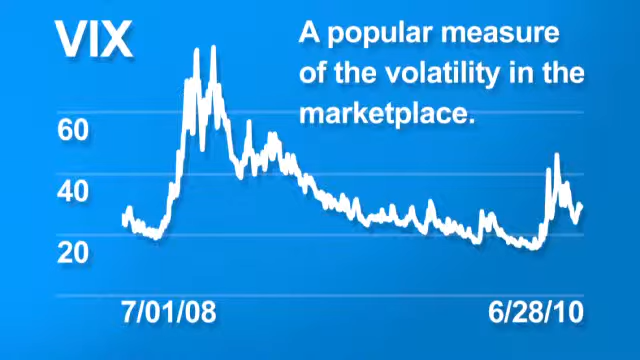 VIX
A popular measure
of the volatility in the
marketplace.
60
40
20
7/01/08
6/28/10